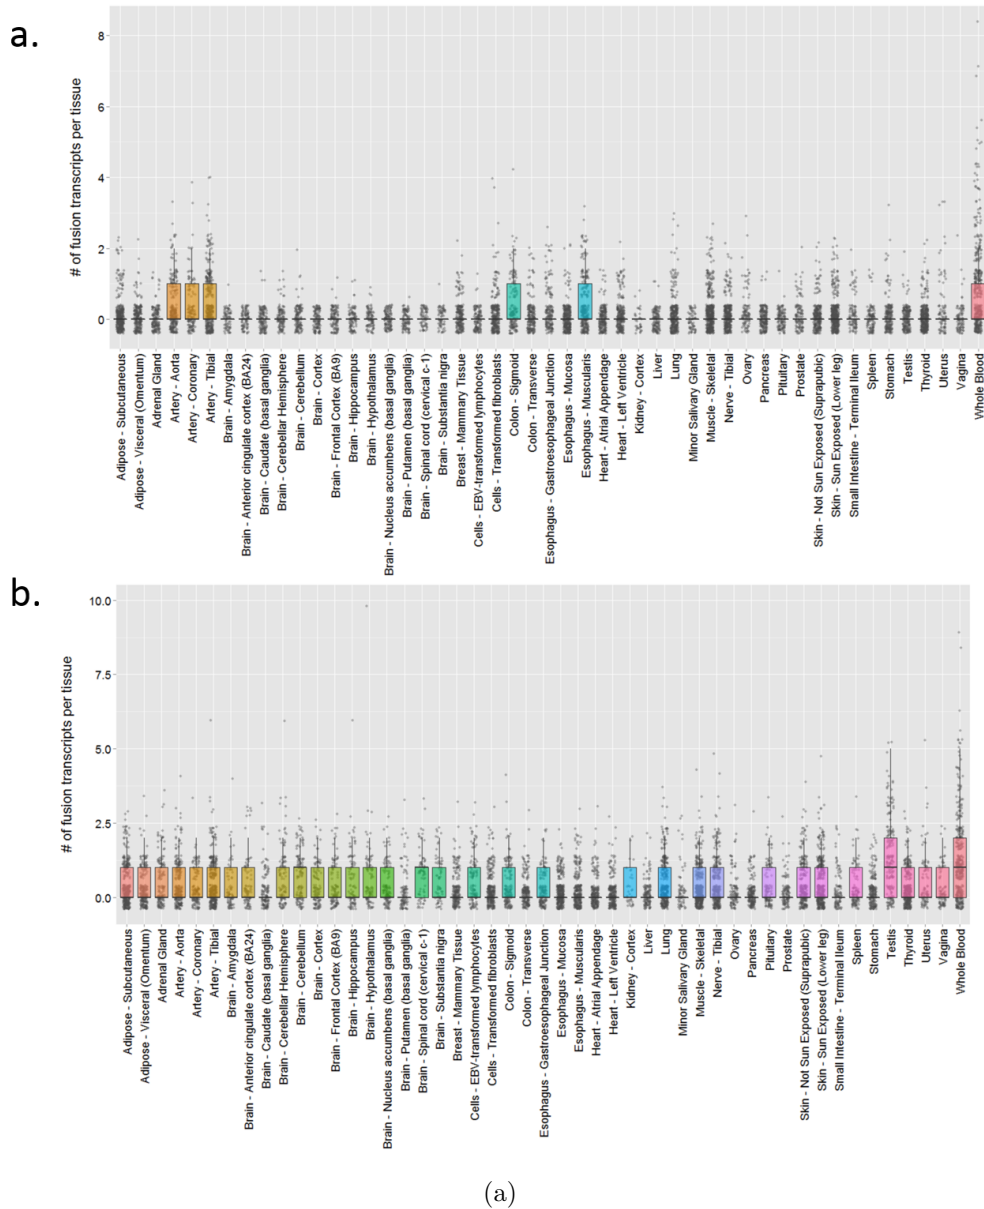 a.
# of fusion transcripts per tissue
8
6
4
2
0
Adipose - Subcutaneous
Adipose - Visceral (Omentum)
Adrenal Gland
Artery - Aorta
Artery - Coronary
Artery - Tibial
Brain - Amygdala
Brain - Anterior cingulate cortex (BA24)
Brain - Caudate (basal ganglia)
Brain - Cerebellar Hemisphere
Brain - Cerebellum
Brain - Cortex
Brain - Frontal Cortex (BA9)
Brain - Hippocampus
Brain - Hypothalamus
Brain - Nucleus accumbens (basal ganglia)
Brain - Putamen (basal ganglia)
Brain - Spinal cord (cervical c-1)
Brain - Substantia nigra
Breast - Mammary Tissue
Cells - EBV-transformed lymphocytes
Cells - Transformed fibroblasts
Colon - Sigmoid
Colon - Transverse
Esophagus - Gastroesophageal Junction
Esophagus - Mucosa
Esophagus - Muscularis
Heart - Atrial Appendage
Heart - Left Ventricle
Kidney - Cortex
Liver
Lung
Minor Salivary Gland
Muscle - Skeletal
Nerve - Tibial
Ovary
Pancreas
Pituitary
Prostate
Skin - Not Sun Exposed (Suprapubic)
Skin - Sun Exposed (Lower leg)
Small Intestine - Terminal Ileum
Spleen
Stomach
Testis
Thyroid
Uterus
Vagina
Whole Blood
b.
# of fusion transcripts per tissue
10.0
7.5
5.0
2.5
0.0
Adipose - Subcutaneous
Adipose - Visceral (Omentum)
Adrenal Gland
Artery - Aorta
Artery - Coronary
Artery - Tibial
Brain - Amygdala
Brain - Anterior cingulate cortex (BA24)
Brain - Caudate (basal ganglia)
Brain - Cerebellar Hemisphere
Brain - Cerebellum
Brain - Cortex
Brain - Frontal Cortex (BA9)
Brain - Hippocampus
Brain - Hypothalamus
Brain - Nucleus accumbens (basal ganglia)
Brain - Putamen (basal ganglia)
Brain - Spinal cord (cervical c-1)
Brain - Substantia nigra
Breast - Mammary Tissue
Cells - EBV-transformed lymphocytes
Cells - Transformed fibroblasts
Colon - Sigmoid
Colon - Transverse
Esophagus - Gastroesophageal Junction
Esophagus - Mucosa
Esophagus - Muscularis
Heart - Atrial Appendage
Heart - Left Ventricle
Kidney - Cortex
Liver
Lung
Minor Salivary Gland
Muscle - Skeletal
Nerve - Tibial
Ovary
Pancreas
Pituitary
Prostate
Skin - Not Sun Exposed (Suprapubic)
Skin - Sun Exposed (Lower leg)
Small Intestine - Terminal Ileum
Spleen
Stomach
Testis
Thyroid
Uterus
Vagina
Whole Blood
(a)